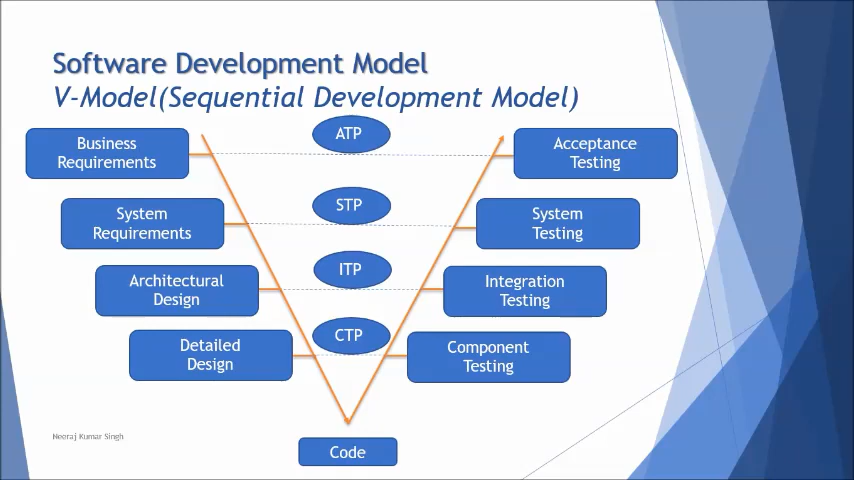 Software Development Model
V-Model(Sequential Development Model)
Business
Requirements
ATP
Acceptance
Testing
System
Requirements
STP
System
Testing
Architectural
Design
ITP
Integration
Testing
Detailed
Design
CTP
Component
Testing
Neeraj Kumar Singh
Code